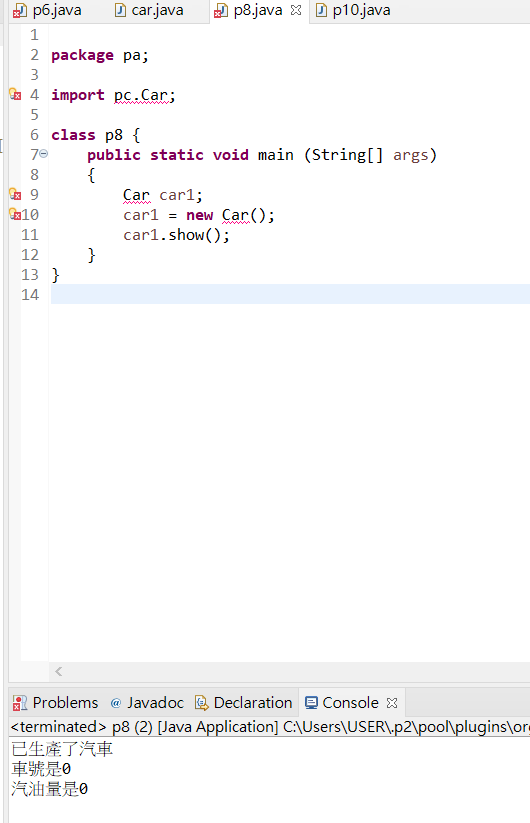 p6.java car.java p8.java p10.java
1
2 package pa;
3
4 import pc.Car;
5
6 class p8 {
7 public static void main (String[] args)
8 {
9 Car car1;
10 car1 = new Car();
11 car1.show();
12 }
13 }
14
Problems @ Javadoc Declaration Console
<terminated> p8 (2) [Java Application] C:\Users\USER\.p2\pool\plugins\or
已生產了汽車
車號是0
汽油量是0